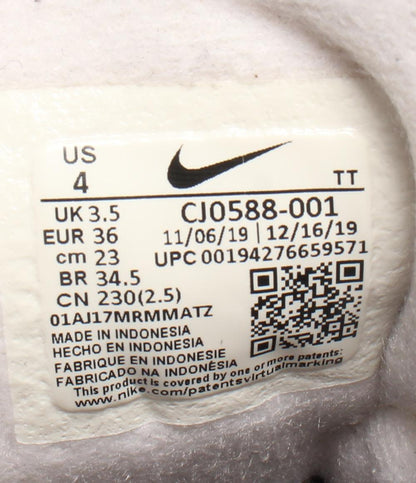 US
4
TT
UK 3.5
CJ0588-001
EUR 36
11/06/19 | 12/16/19
cm 23
UPC 00194276659571
BR 34.5
CN 230(2.5)
01AJ17MRMMATZ
MADE IN INDONESIA
HECHO EN INDONESIA
FABRIQUE EN INDONESIE
FABRICADO NA INDONÉSIA
This product is covered by one or more patents:
www.nike.com/patentsvirtualmarking